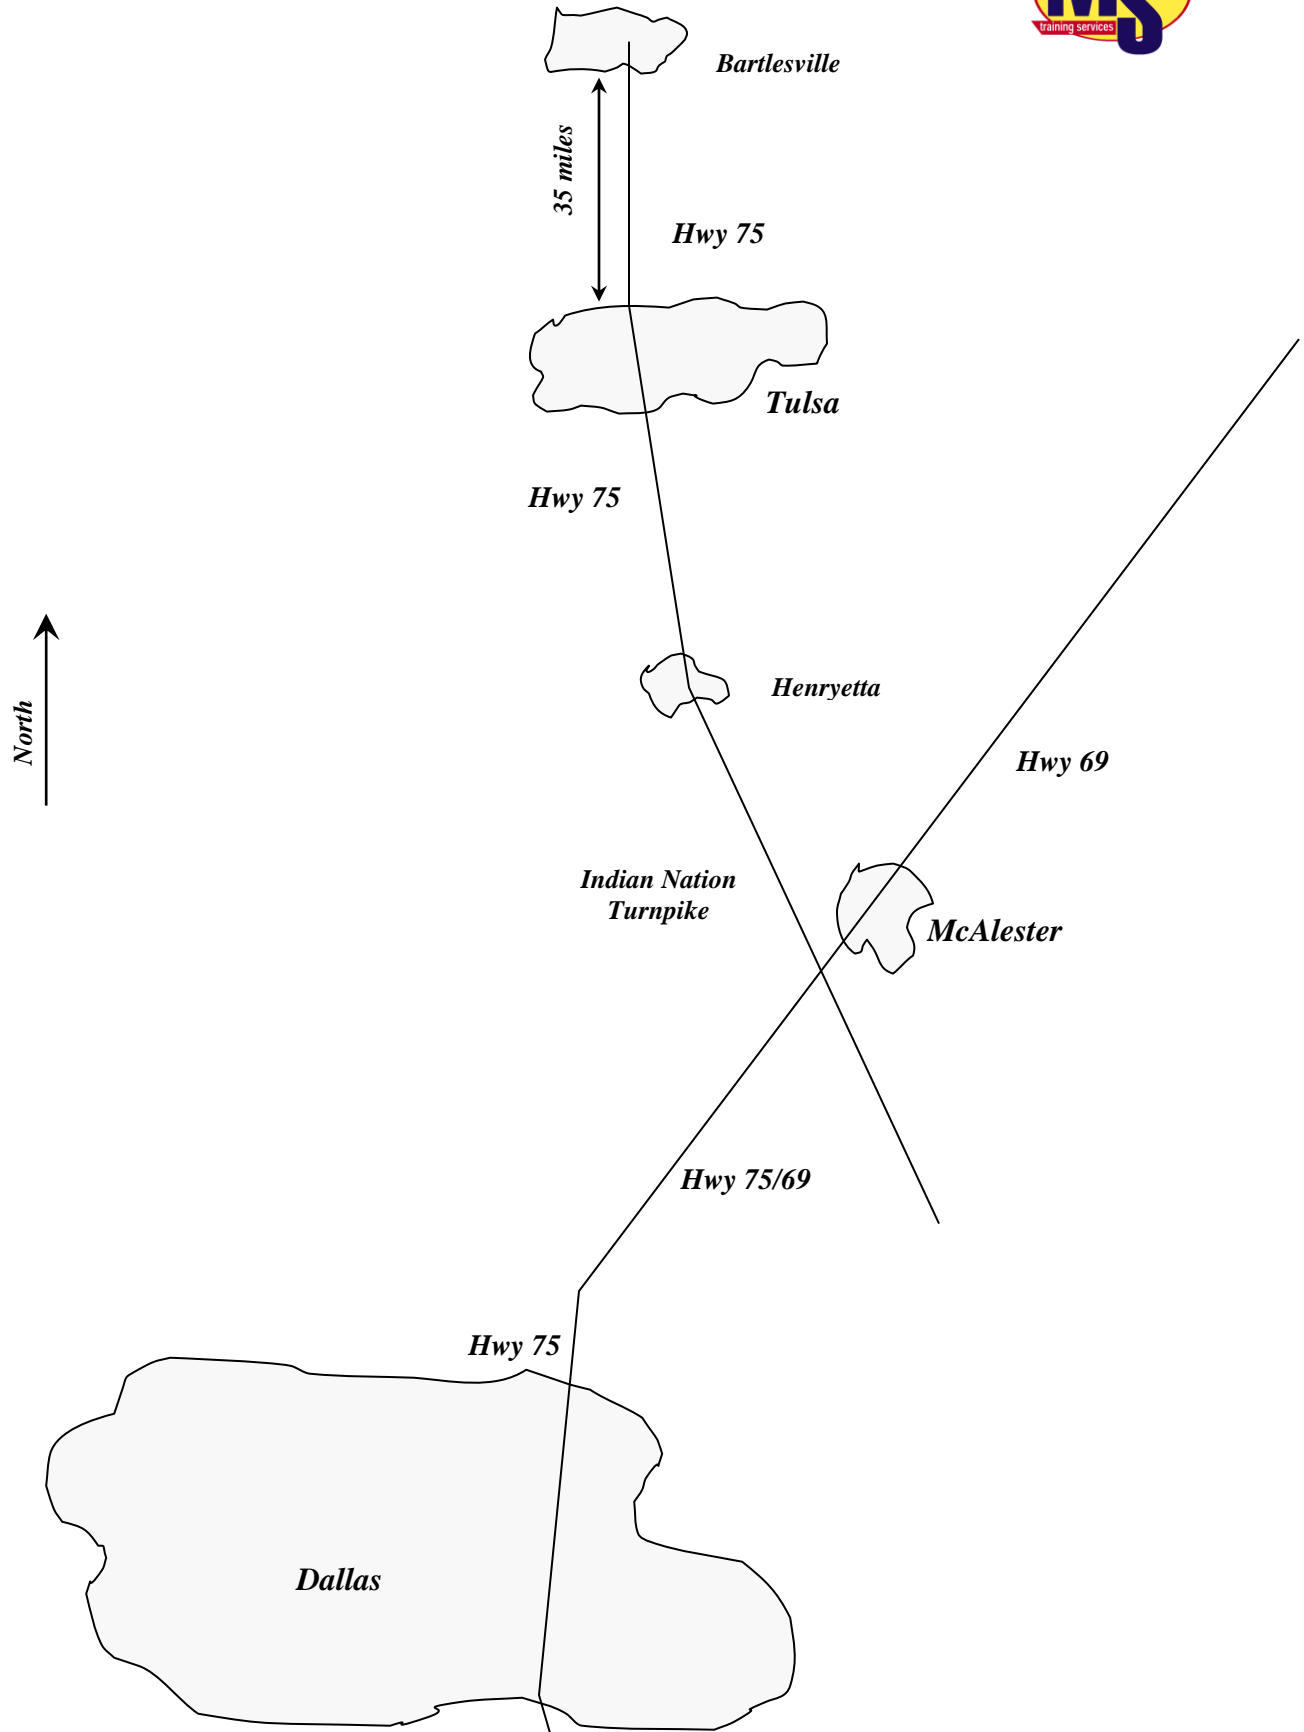 MS
training services
Bartlesville
35 miles
Hwy 75
Tulsa
Hwy 75
Henryetta
North
Hwy 69
Indian Nation
Turnpike
McAlester
Hwy 75/69
Hwy 75
Dallas